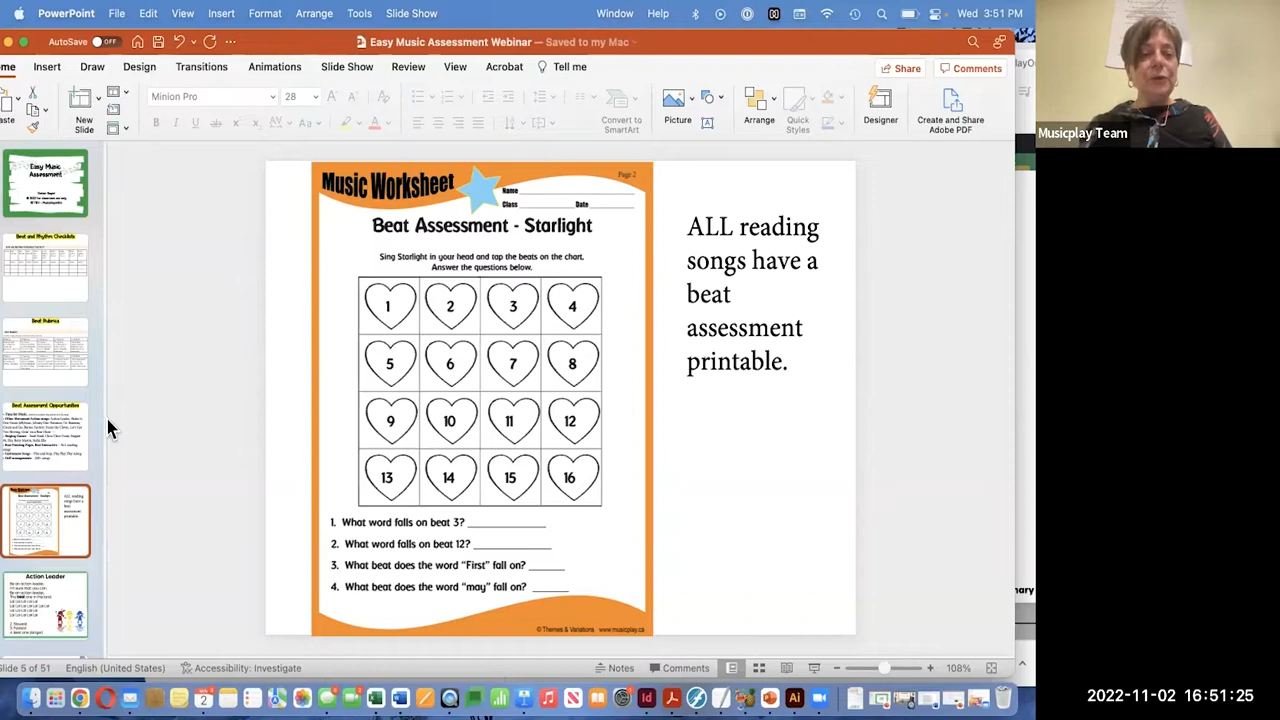 File Edit View Insert Format Arrange Tools Window Help Wed 3:51 PM
AutoSave OFF Easy Music Assessment Webinar — Saved to my Mac
Insert Draw Design Transitions Animations Slide Show Review View Acrobat Tell me Share Comments
Minion Pro 28
New Slide
Convert to SmartArt
Picture
Arrange
Quick Styles
Designer
Create and Share Adobe PDF
Easy Music
Assessment
Beat and Rhythm Checklists
Beat Rubrics
Beat Assessment Opportunities
Action Leader
Music Worksheet
Page 2
Name
Class Date
Beat Assessment - Starlight
Sing Starlight in your head and tap the beats on the chart.
Answer the questions below.
1 2 3 4
5 6 7 8
9 10 11 12
13 14 15 16
1. What word falls on beat 3?
2. What word falls on beat 12?
3. What beat does the word "First" fall on?
4. What beat does the word "may" fall on?
© Themes & Variations www.musicplay.ca
ALL reading
songs have a
beat
assessment
printable.
Slide 5 of 51 English (United States) Accessibility: Investigate Notes Comments 108%
Musicplay Team
2022-11-02 16:51:25